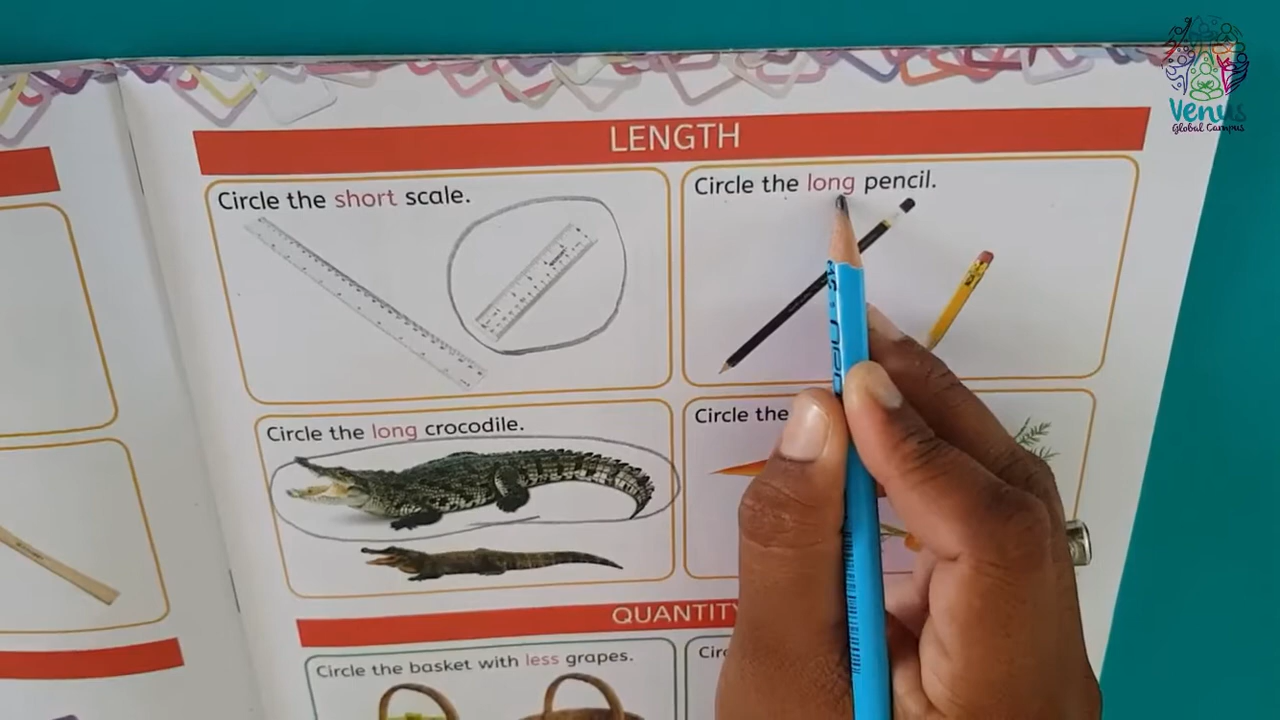 Venus
Global Campus
LENGTH
Circle the short scale.
Circle the long pencil.
Circle the long crocodile.
Circle the
QUANTITY
Circle the basket with less grapes.